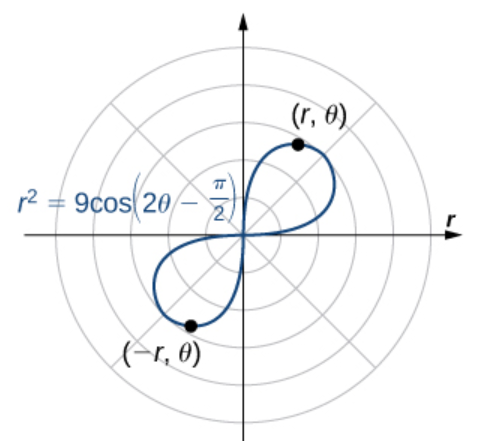 (r, θ)
r² = 9cos(2θ − π/2)
r
(−r, θ)